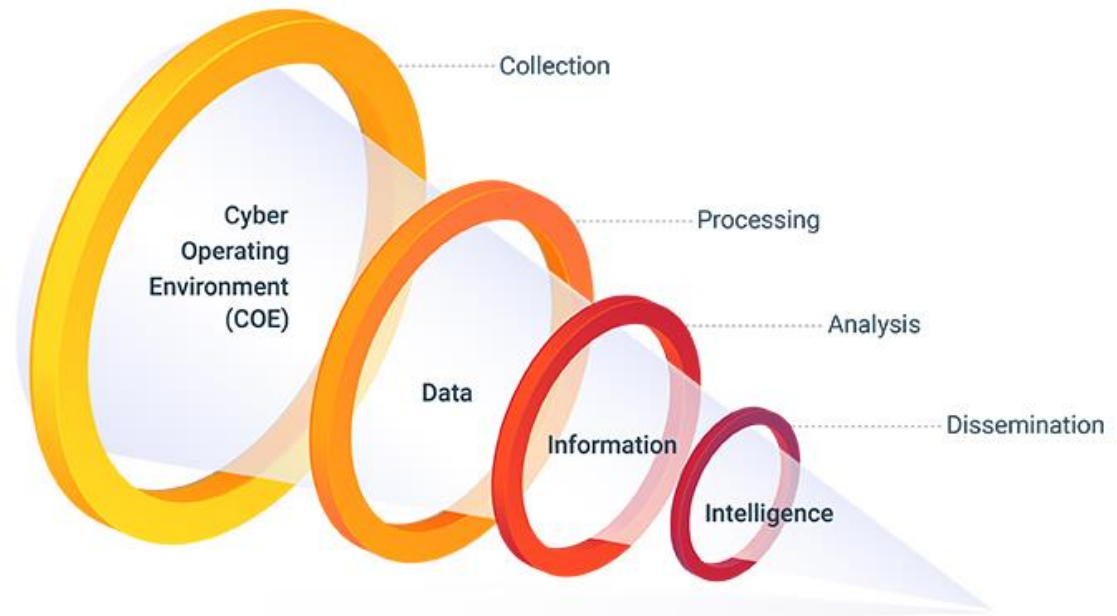 Collection
Cyber
Operating
Environment
(COE)
Processing
Data
Analysis
Information
Dissemination
Intelligence